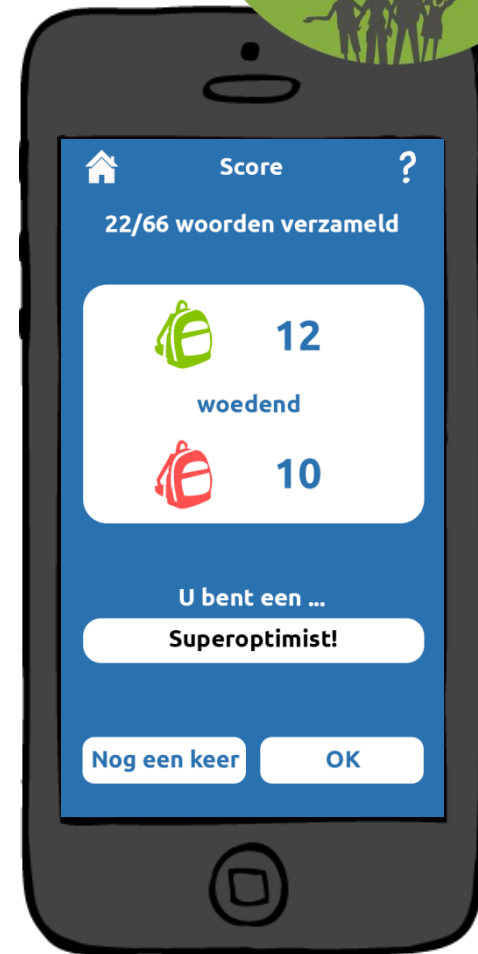 Score ?
22/66 woorden verzameld
12
woedend
10
U bent een ...
Superoptimist!
Nog een keer OK